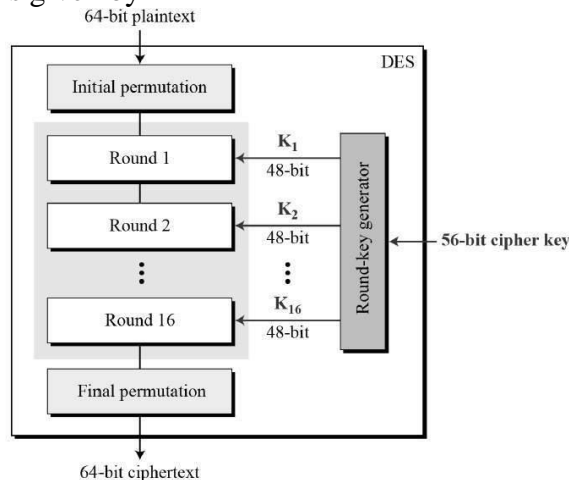 64-bit plaintext
DES
Initial permutation
Round 1
K1
48-bit
Round 2
K2
48-bit
Round 16
K16
48-bit
Round-key generator
56-bit cipher key
Final permutation
64-bit ciphertext